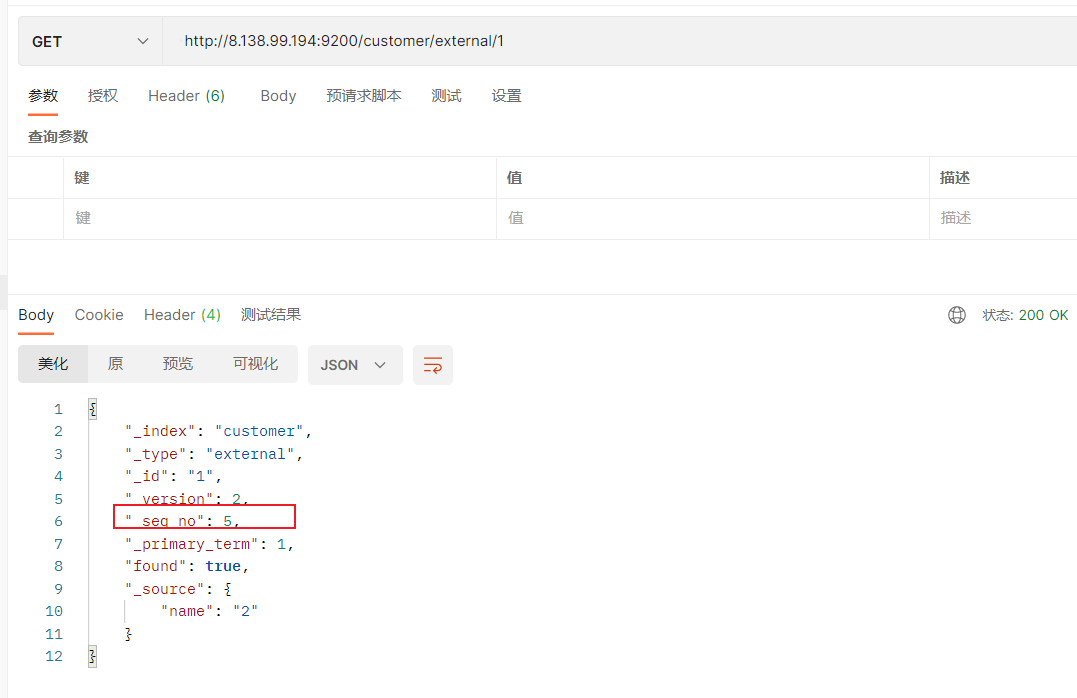 GET http://8.138.99.194:9200/customer/external/1
参数 授权 Header (6) Body 预请求脚本 测试 设置
查询参数
键 值 描述
键 值 描述
Body Cookie Header (4) 测试结果 状态: 200 OK
美化 原 预览 可视化 JSON
1 {
2 "_index": "customer",
3 "_type": "external",
4 "_id": "1",
5 "_version": 2,
6 "_seq_no": 5,
7 "_primary_term": 1,
8 "found": true,
9 "_source": {
10 "name": "2"
11 }
12 }